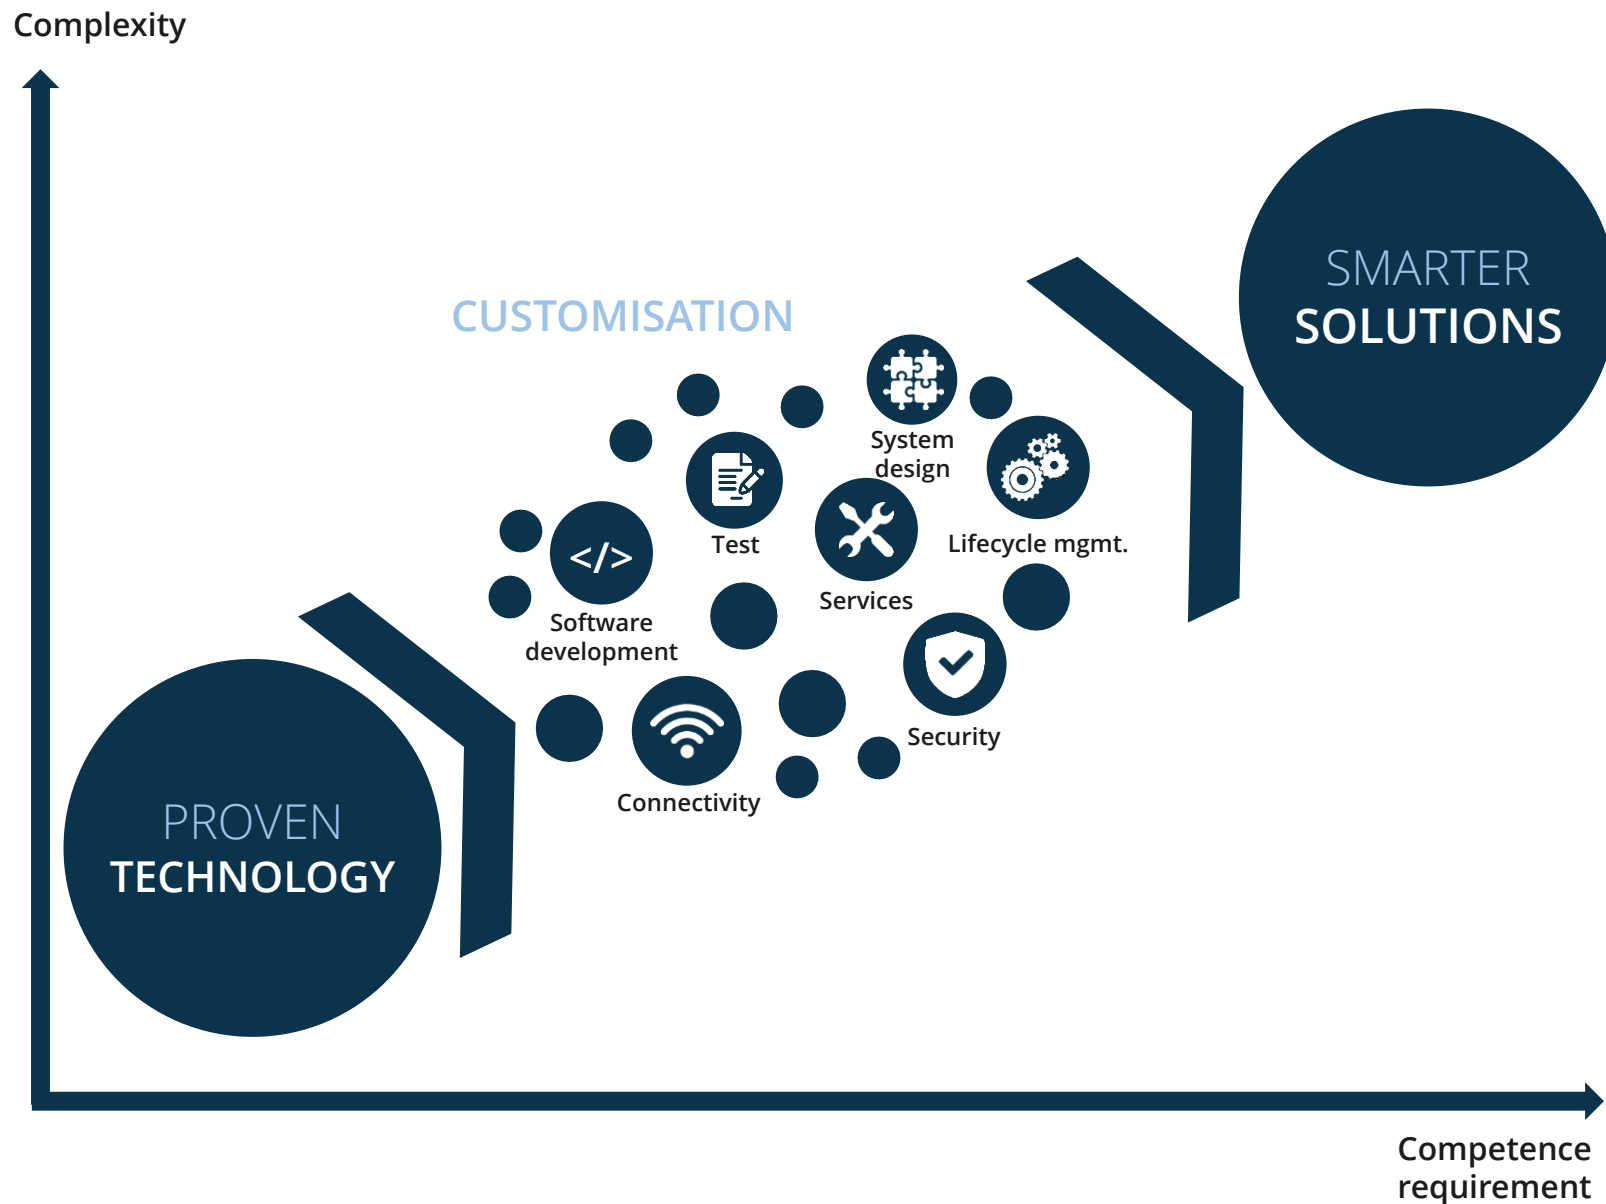 Complexity
SMARTER
SOLUTIONS
CUSTOMISATION
System
design
Test
Lifecycle mgmt.
</>
Services
Software
development
Security
Connectivity
PROVEN
TECHNOLOGY
Competence
requirement